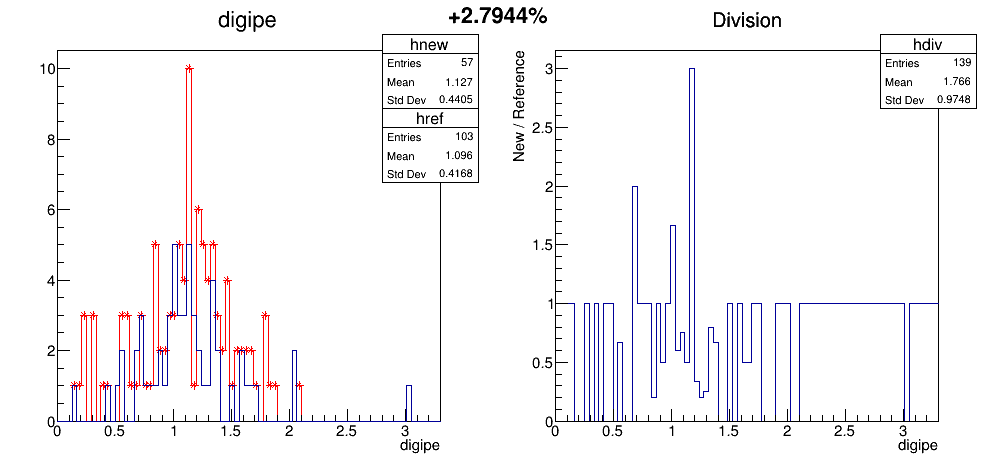 +2.7944%
digipe
hnew
Entries 57
Mean 1.127
Std Dev 0.4405
href
Entries 103
Mean 1.096
Std Dev 0.4168
10
8
6
4
2
0
0 0.5 1 1.5 2 2.5 3
digipe
Division
hdiv
Entries 139
Mean 1.766
Std Dev 0.9748
New / Reference
3
2.5
2
1.5
1
0.5
0
0 0.5 1 1.5 2 2.5 3
digipe